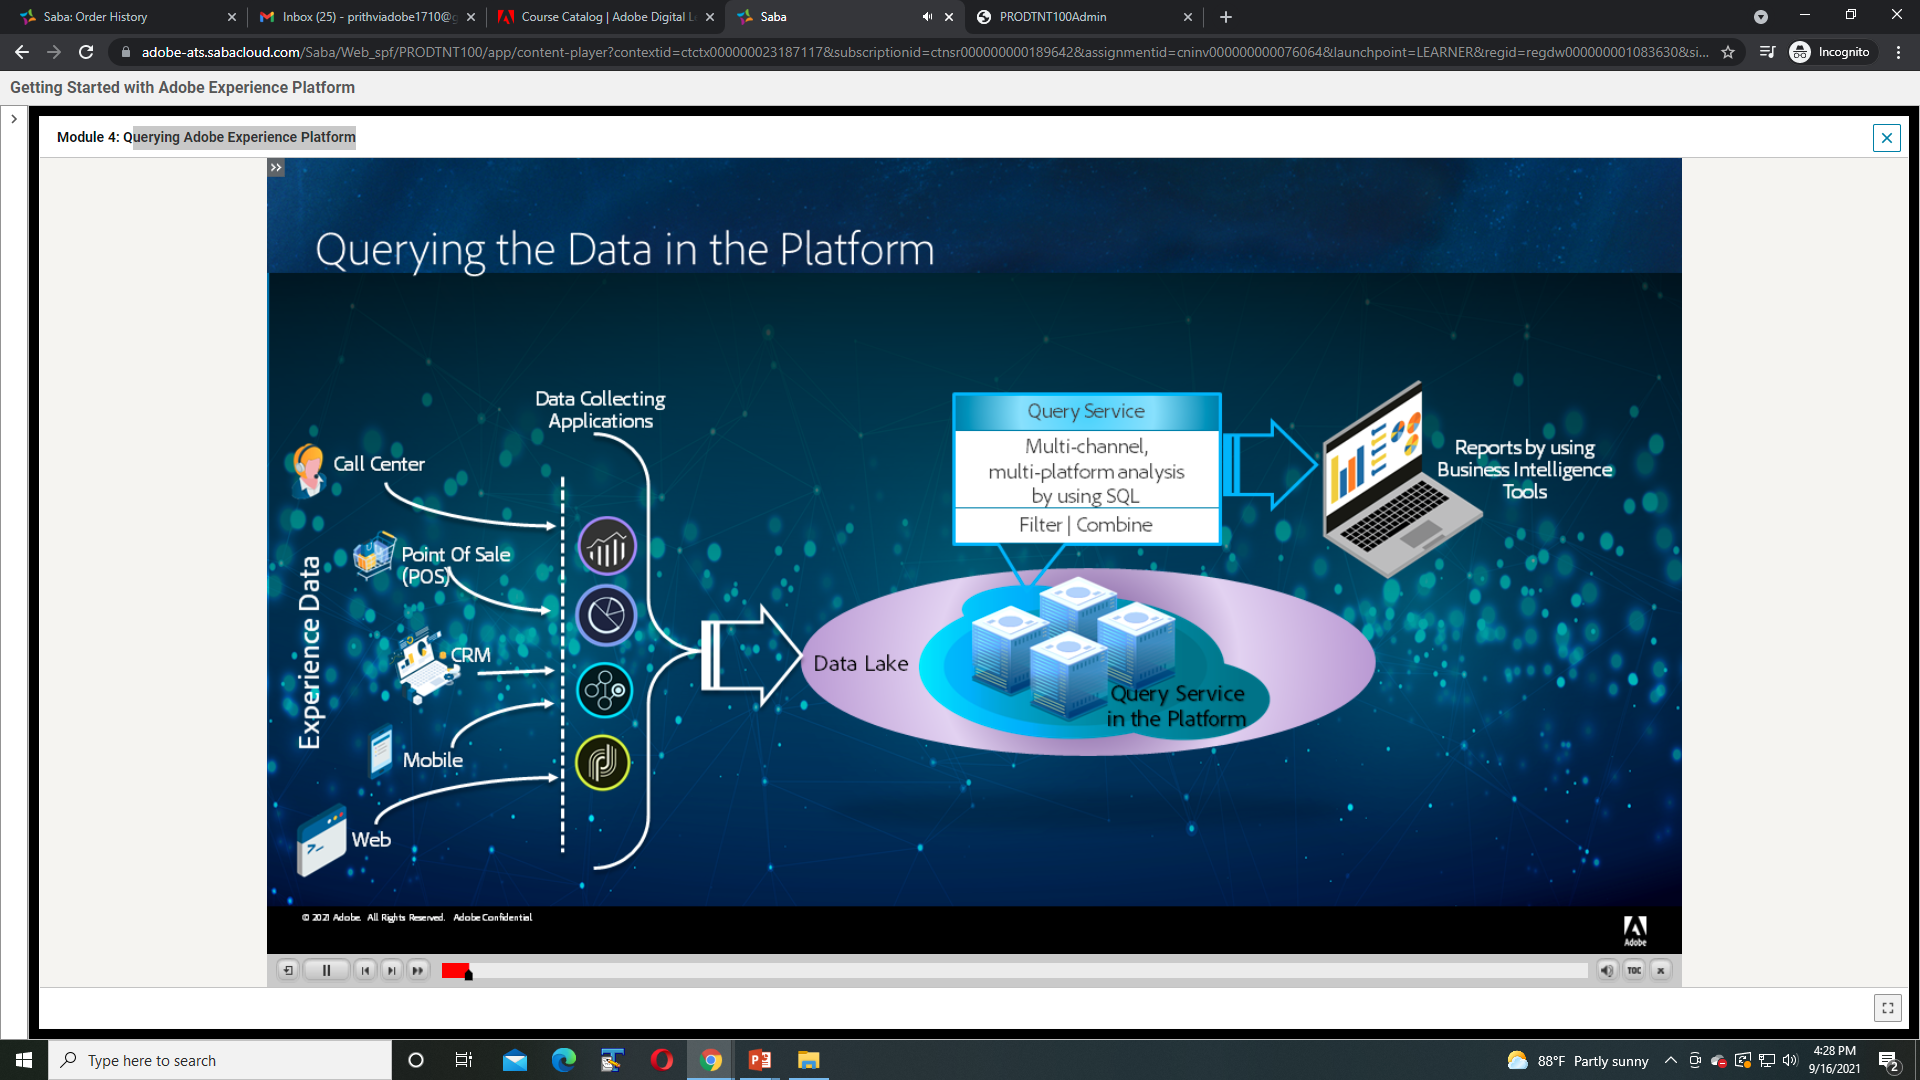 Saba: Order History
Inbox (25) - prithviadobe1710@g
Course Catalog | Adobe Digital L
Saba
PRODTNT100Admin
adobe-ats.sabacloud.com/Saba/Web_spf/PRODTNT100/app/content-player?contextid=ctctx000000023187117&subscriptionid=ctnsr000000000189642&assignmentid=cninv000000000076064&launchpoint=LEARNER&regid=regdw000000001083630&si...
Incognito
Getting Started with Adobe Experience Platform
Module 4: Querying Adobe Experience Platform
Querying the Data in the Platform
Data Collecting
Applications
Call Center
Point Of Sale
(POS)
CRM
Mobile
Web
Experience Data
Query Service
Multi-channel,
multi-platform analysis
by using SQL
Filter | Combine
Reports by using
Business Intelligence
Tools
Data Lake
Query Service
in the Platform
© 2021 Adobe. All Rights Reserved. Adobe Confidential
Adobe
TOC
Type here to search
88°F Partly sunny
4:28 PM
9/16/2021
2